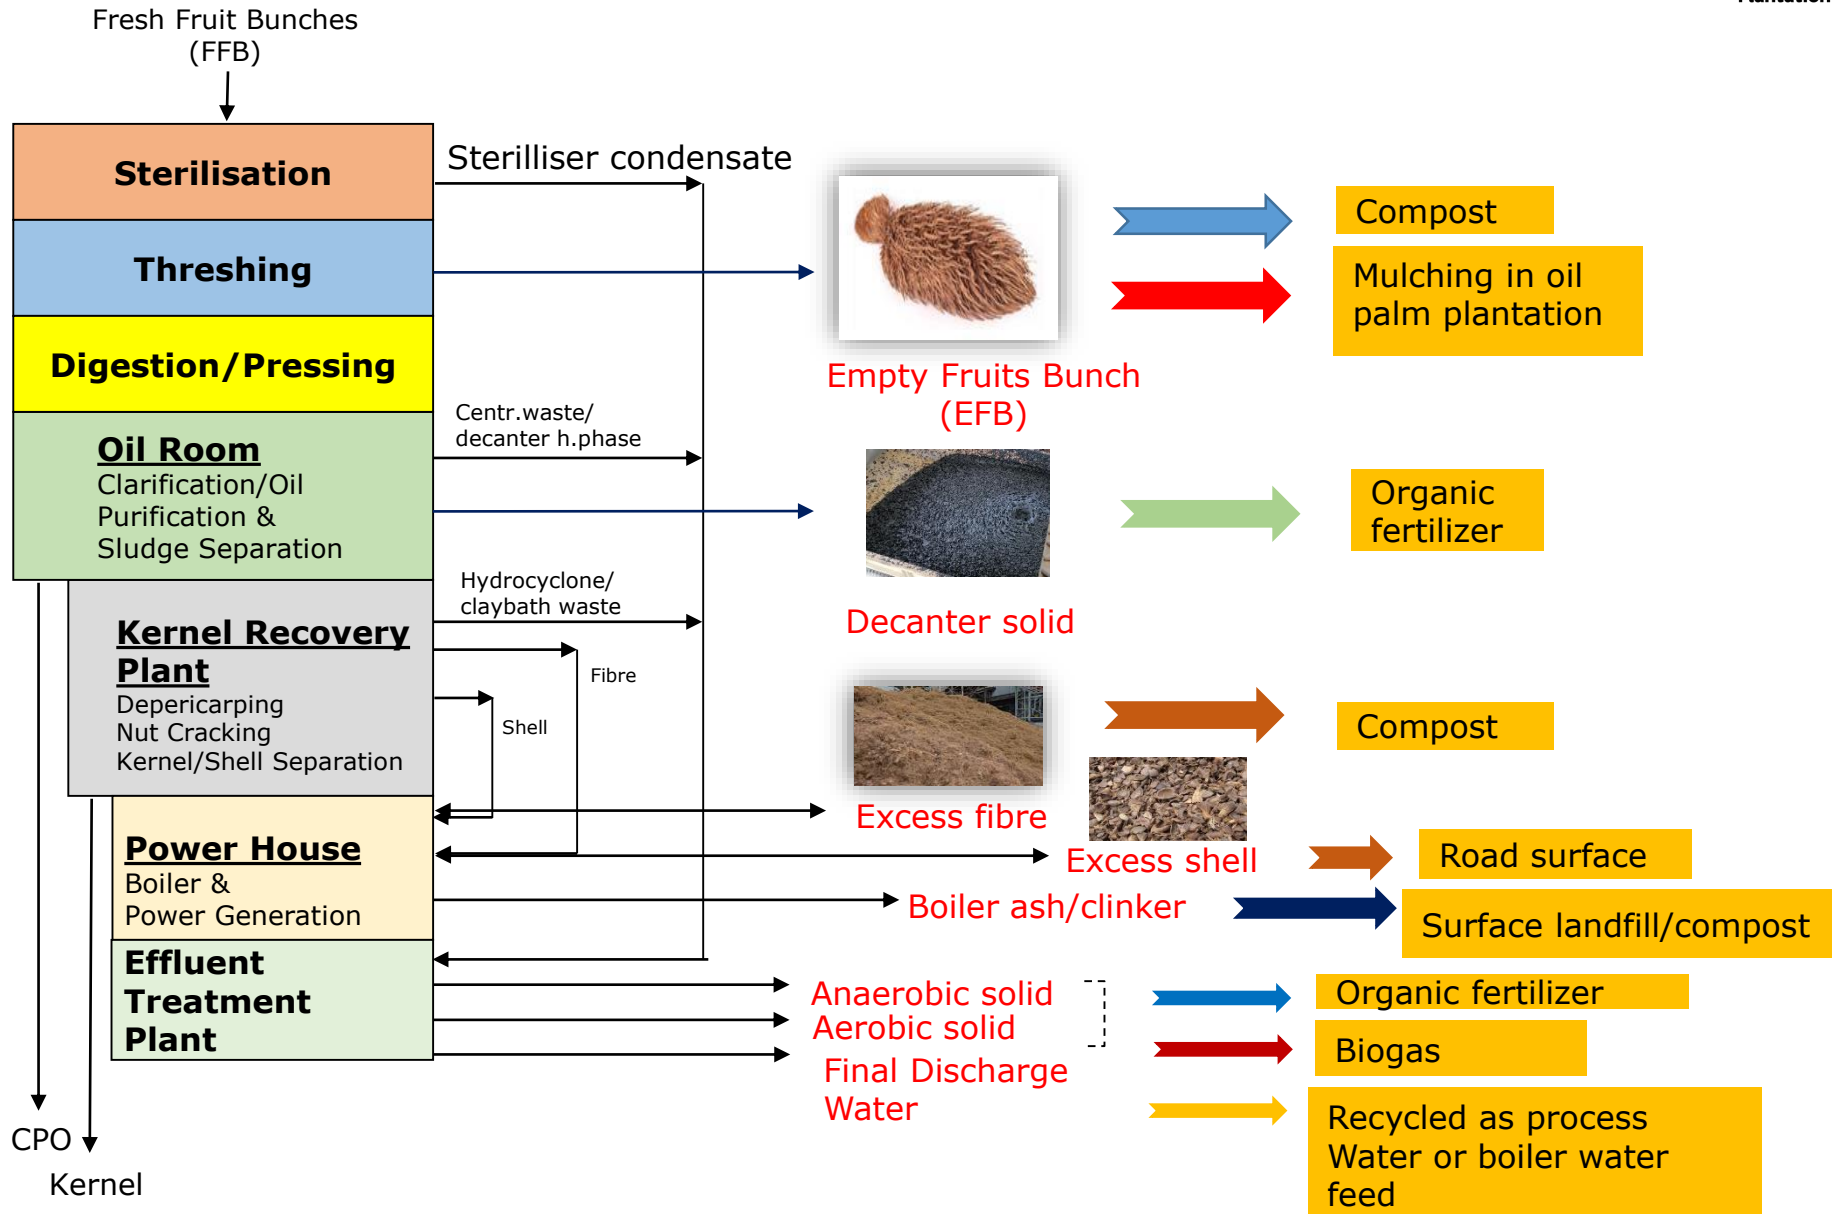 Plantation
Fresh Fruit Bunches
(FFB)
Sterilisation
Sterilliser condensate
Threshing
Digestion/Pressing
Oil Room
Clarification/Oil
Purification &
Sludge Separation
Centr.waste/
decanter h.phase
Kernel Recovery
Plant
Depericarping
Nut Cracking
Kernel/Shell Separation
Hydrocyclone/
claybath waste
Fibre
Shell
Power House
Boiler &
Power Generation
Effluent
Treatment
Plant
CPO
Kernel
Empty Fruits Bunch
(EFB)
Compost
Mulching in oil
palm plantation
Decanter solid
Organic
fertilizer
Excess fibre
Compost
Excess shell
Road surface
Boiler ash/clinker
Surface landfill/compost
Anaerobic solid
Aerobic solid
Organic fertilizer
Biogas
Final Discharge
Water
Recycled as process
Water or boiler water
feed